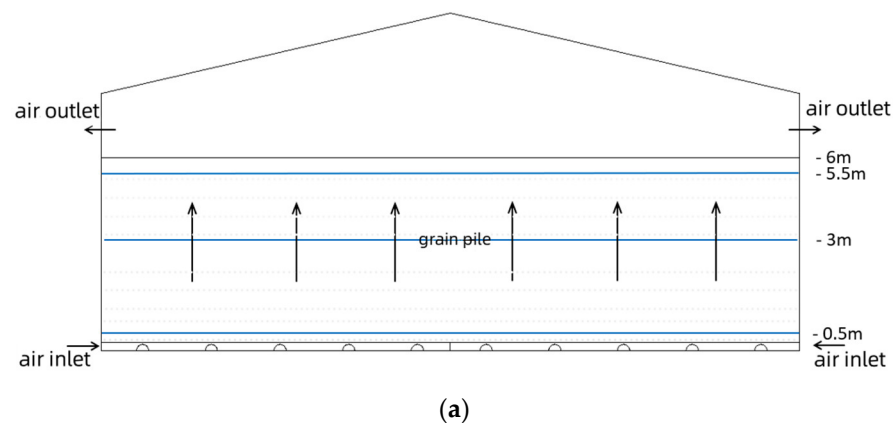 air outlet
air outlet
- 6m
- 5.5m
grain pile
- 3m
- 0.5m
air inlet
air inlet
(a)